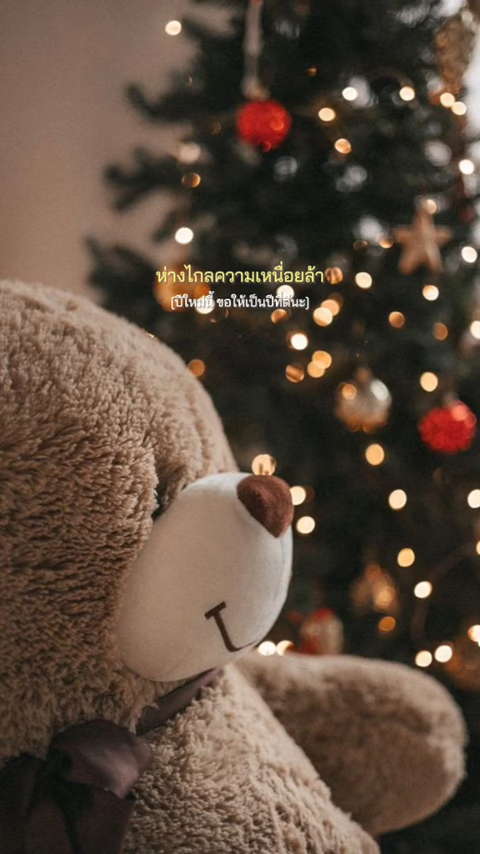 ห่างไกลความเหนื่อยล้า
[ปีใหม่นี้ ขอให้เป็นปีที่ดีนะ]